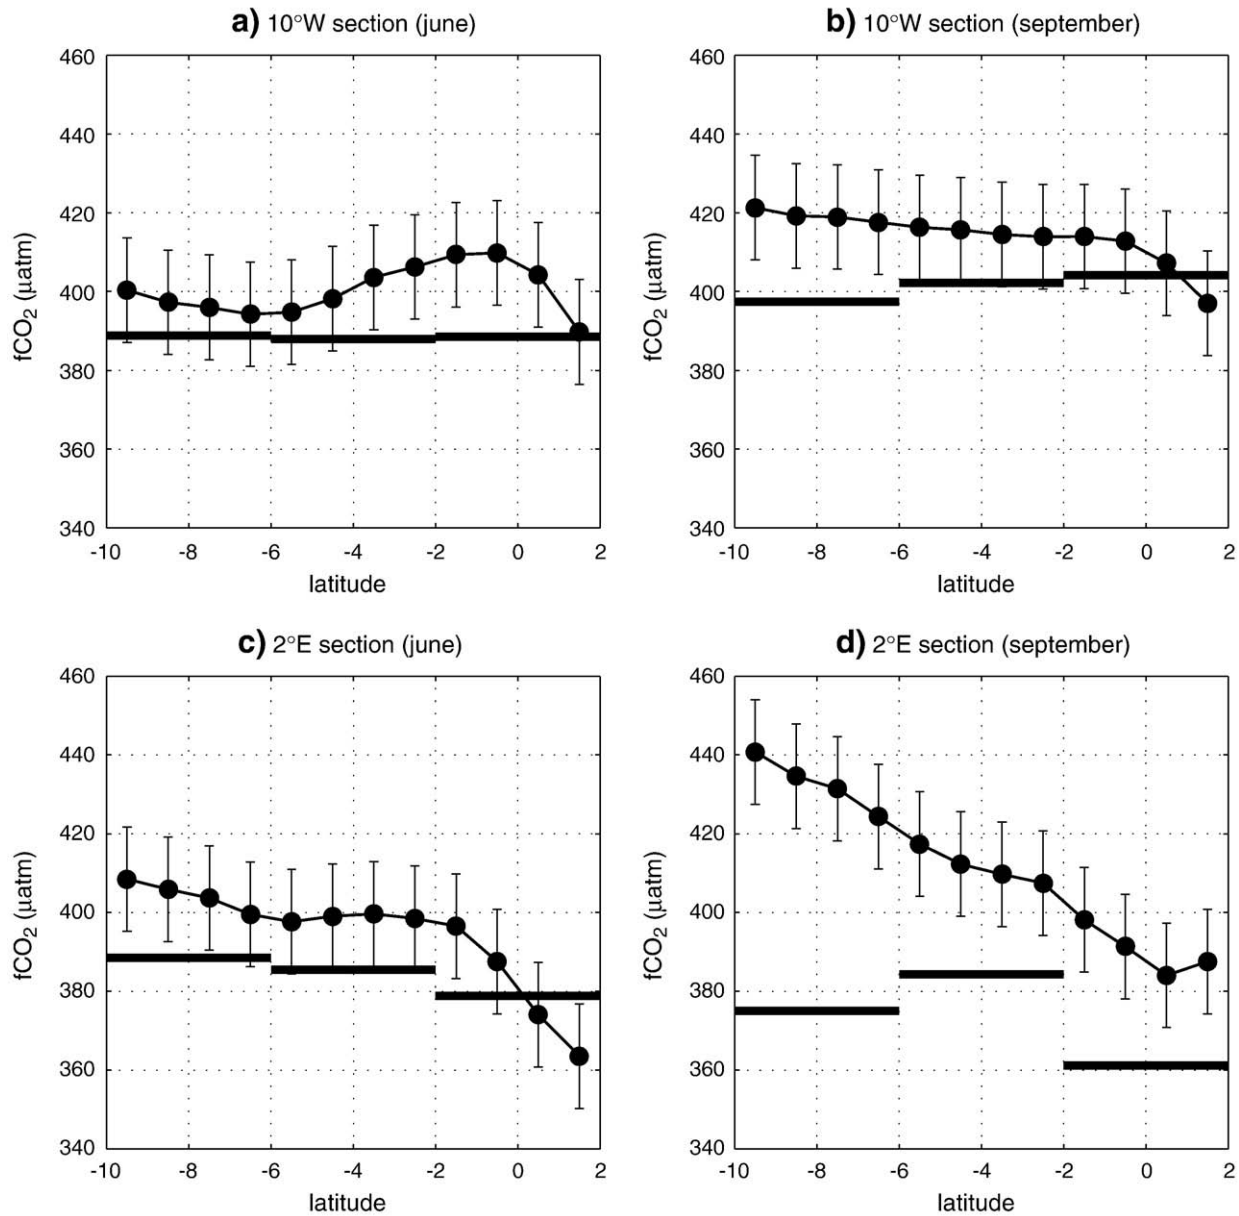 a) 10°W section (june)
460
440
420
400
380
360
340
-10 -8 -6 -4 -2 0 2
fCO₂ (µatm)
latitude
b) 10°W section (september)
460
440
420
400
380
360
340
-10 -8 -6 -4 -2 0 2
fCO₂ (µatm)
latitude
c) 2°E section (june)
460
440
420
400
380
360
340
-10 -8 -6 -4 -2 0 2
fCO₂ (µatm)
latitude
d) 2°E section (september)
460
440
420
400
380
360
340
-10 -8 -6 -4 -2 0 2
fCO₂ (µatm)
latitude